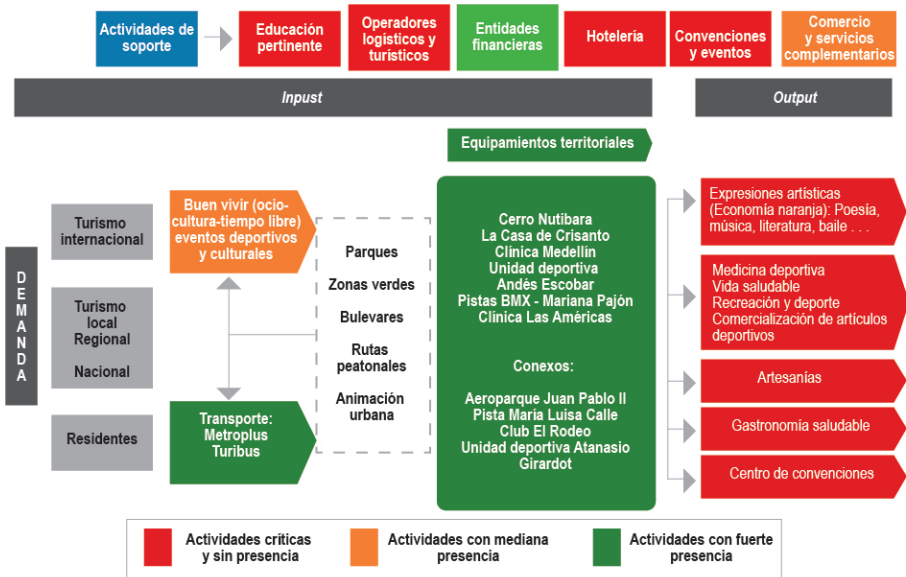 Actividades de
soporte
Educación
pertinente
Operadores
logísticos y
turísticos
Entidades
financieras
Hotelería
Convenciones
y eventos
Comercio
y servicios
complementarios
Inpust
Output
Equipamientos territoriales
DEMANDA
Turismo
internacional
Turismo
local
Regional
Nacional
Residentes
Buen vivir (ocio-
cultura-tiempo libre)
eventos deportivos
y culturales
Transporte:
Metroplus
Turibus
Parques
Zonas verdes
Bulevares
Rutas
peatonales
Animación
urbana
Cerro Nutibara
La Casa de Crisanto
Clínica Medellín
Unidad deportiva
Andés Escobar
Pistas BMX - Mariana Pajón
Clínica Las Américas
Conexos:
Aeroparque Juan Pablo II
Pista María Luisa Calle
Club El Rodeo
Unidad deportiva Atanasio
Girardot
Expresiones artísticas
(Economía naranja): Poesía,
música, literatura, baile . . .
Medicina deportiva
Vida saludable
Recreación y deporte
Comercialización de artículos
deportivos
Artesanías
Gastronomía saludable
Centro de convenciones
Actividades críticas
y sin presencia
Actividades con mediana
presencia
Actividades con fuerte
presencia